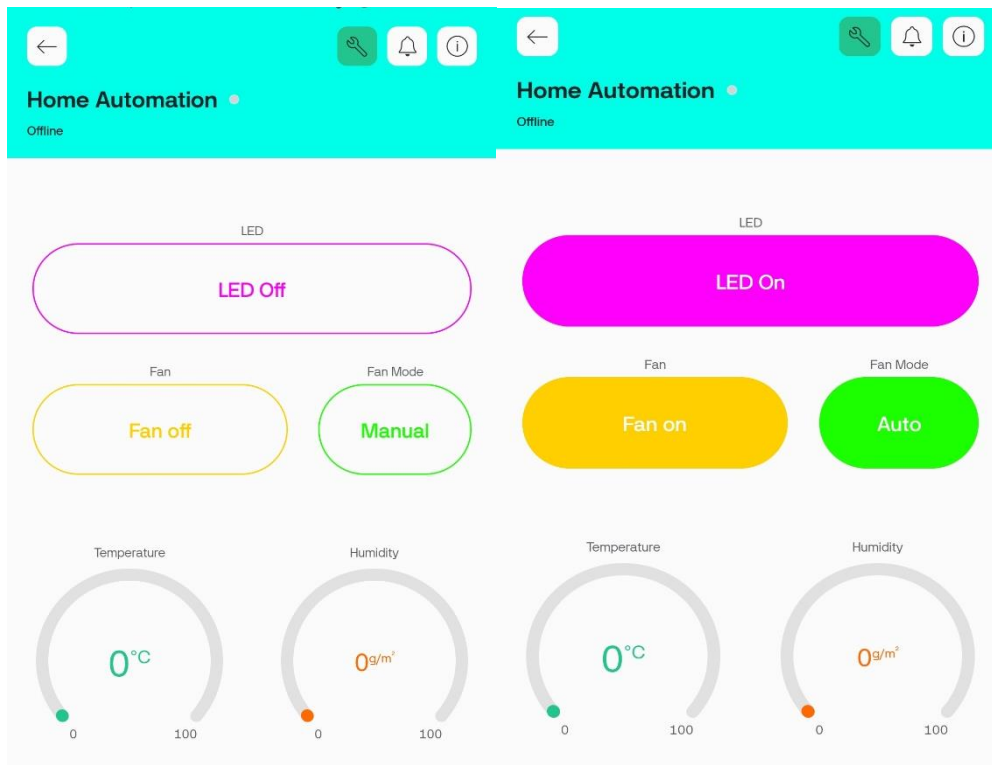 Home Automation
Offline
LED
LED Off
Fan
Fan Mode
Fan off
Manual
Temperature
Humidity
0°C
0g/m²
0
100
0
100
Home Automation
Offline
LED
LED On
Fan
Fan Mode
Fan on
Auto
Temperature
Humidity
0°C
0g/m²
0
100
0
100